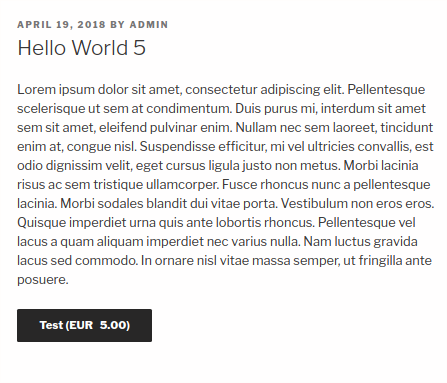 APRIL 19, 2018 BY ADMIN
Hello World 5
Lorem ipsum dolor sit amet, consectetur adipiscing elit. Pellentesque
scelerisque ut sem at condimentum. Duis purus mi, interdum sit amet
sem sit amet, eleifend pulvinar enim. Nullam nec sem laoreet, tincidunt
enim at, congue nisl. Suspendisse efficitur, mi vel ultricies convallis, est
odio dignissim velit, eget cursus ligula justo non metus. Morbi lacinia
risus ac sem tristique ullamcorper. Fusce rhoncus nunc a pellentesque
lacinia. Morbi sodales blandit dui vitae porta. Vestibulum non eros eros.
Quisque imperdiet urna quis ante lobortis rhoncus. Pellentesque vel
lacus a quam aliquam imperdiet nec varius nulla. Nam luctus gravida
lacus sed commodo. In ornare nisl vitae massa semper, ut fringilla ante
posuere.
Test (EUR 5.00)